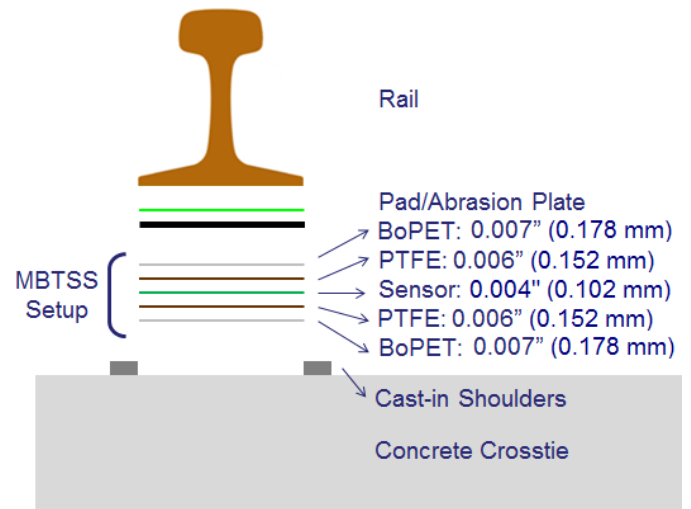 Rail
Pad/Abrasion Plate
BoPET: 0.007” (0.178 mm)
PTFE: 0.006” (0.152 mm)
MBTSS
Setup
Sensor: 0.004" (0.102 mm)
PTFE: 0.006” (0.152 mm)
BoPET: 0.007” (0.178 mm)
Cast-in Shoulders
Concrete Crosstie